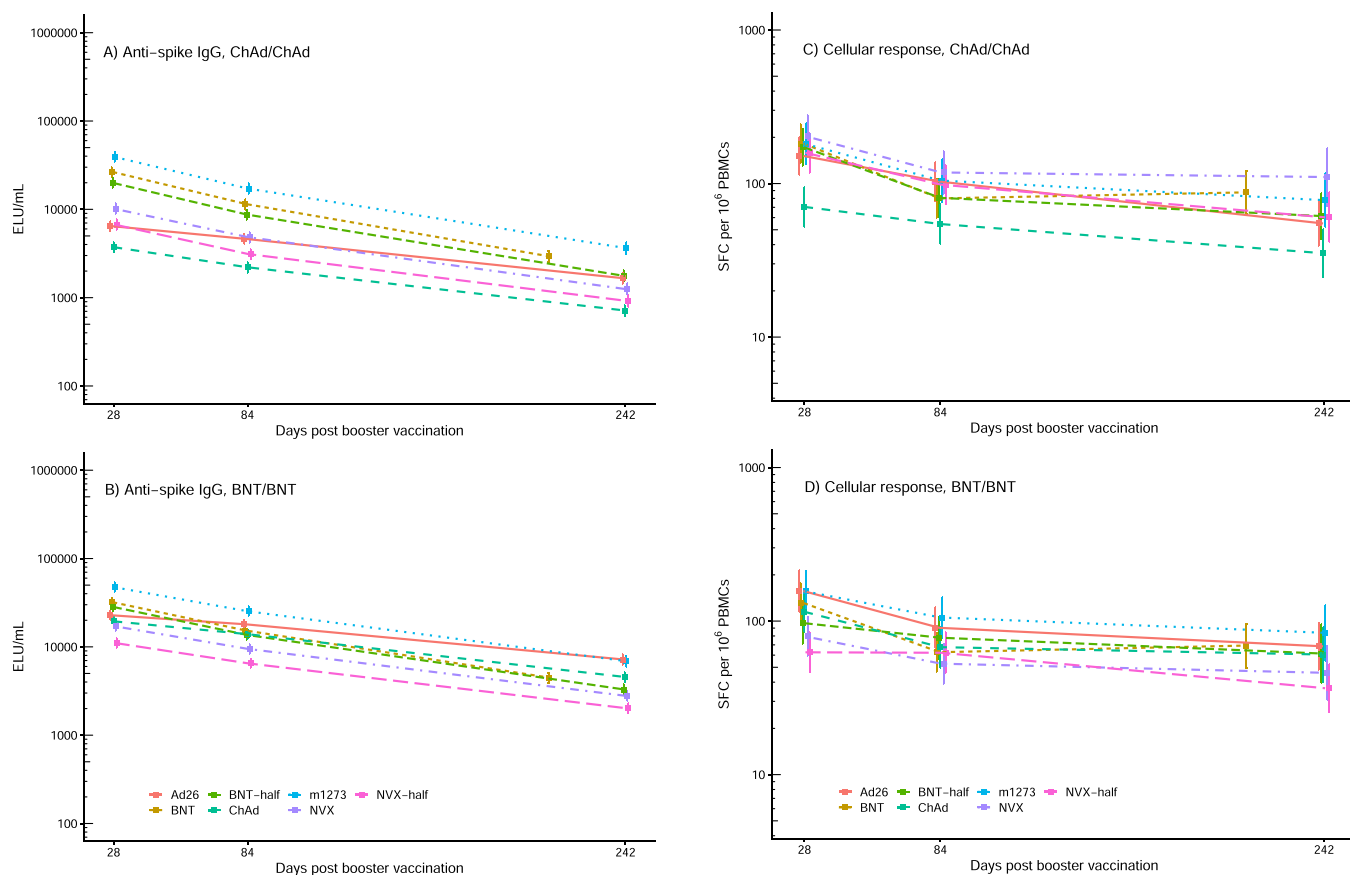 A) Anti−spike IgG, ChAd/ChAd
1000000
100000
10000
1000
100
ELU/mL
28 84 242
Days post booster vaccination
C) Cellular response, ChAd/ChAd
1000
100
10
SFC per 10⁶ PBMCs
28 84 242
Days post booster vaccination
B) Anti−spike IgG, BNT/BNT
1000000
100000
10000
1000
100
ELU/mL
Ad26 BNT−half m1273 NVX−half
BNT ChAd NVX
28 84 242
Days post booster vaccination
D) Cellular response, BNT/BNT
1000
100
10
SFC per 10⁶ PBMCs
Ad26 BNT−half m1273 NVX−half
BNT ChAd NVX
28 84 242
Days post booster vaccination